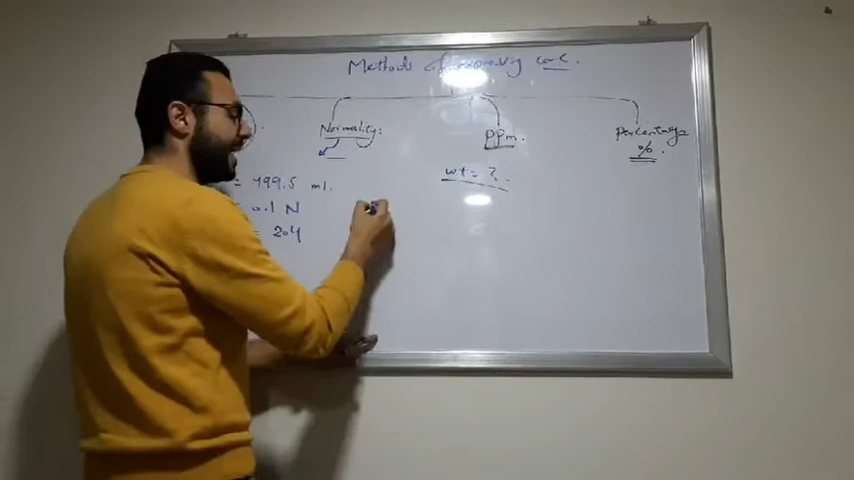 Methods of expressing conc.
Normality:
PPm.
Percentage
%.
= 499.5 ml.
wt = ?.
0.1 N
= 204